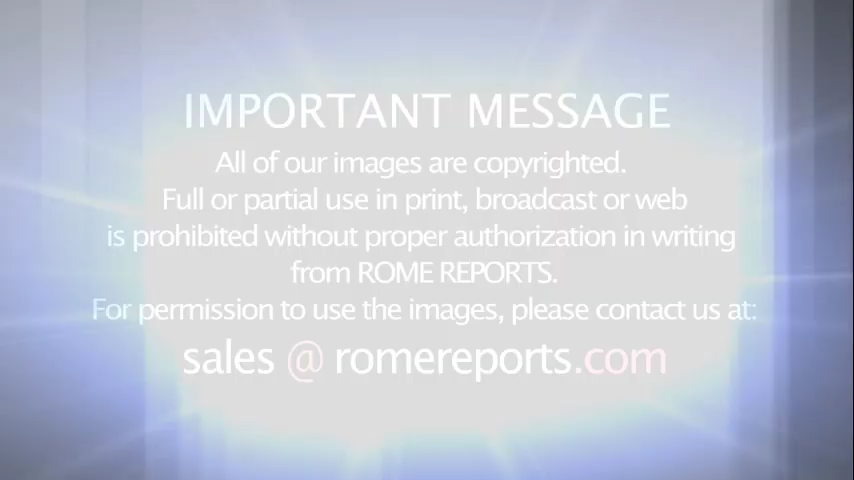 IMPORTANT MESSAGE
All of our images are copyrighted.
Full or partial use in print, broadcast or web
is prohibited without proper authorization in writing
from ROME REPORTS.
For permission to use the images, please contact us at:
sales @ romereports.com